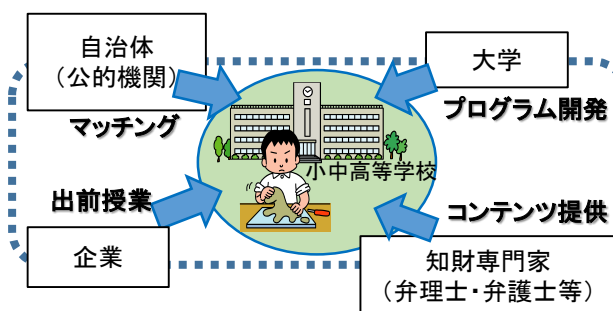 自治体
（公的機関）
マッチング
大学
プログラム開発
小中高等学校
出前授業
企業
コンテンツ提供
知財専門家
（弁理士・弁護士等）